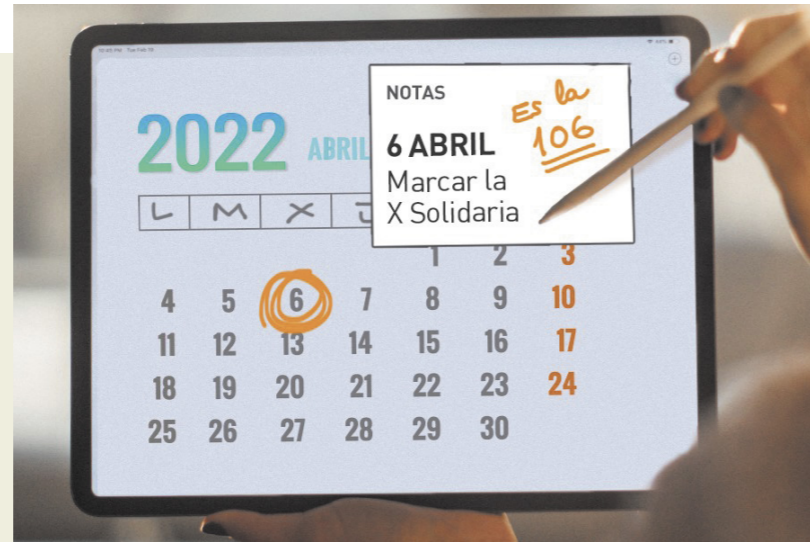 2022 ABRIL
NOTAS
Es la
106
6 ABRIL
Marcar la
X Solidaria
L M X
1 2 3
4 5 6 7 8 9 10
11 12 13 14 15 16 17
18 19 20 21 22 23 24
25 26 27 28 29 30